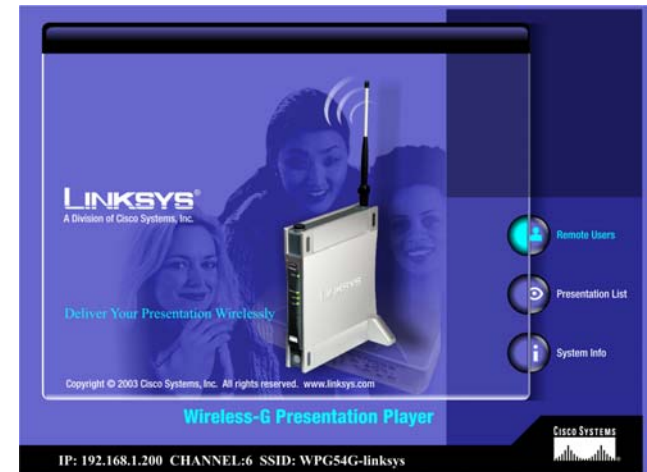 LINKSYS®
A Division of Cisco Systems, Inc.
Remote Users
Presentation List
Deliver Your Presentation Wirelessly
System Info
Copyright © 2003 Cisco Systems, Inc. All rights reserved. www.linksys.com
Wireless-G Presentation Player
CISCO SYSTEMS
IP: 192.168.1.200 CHANNEL:6 SSID: WPG54G-linksys